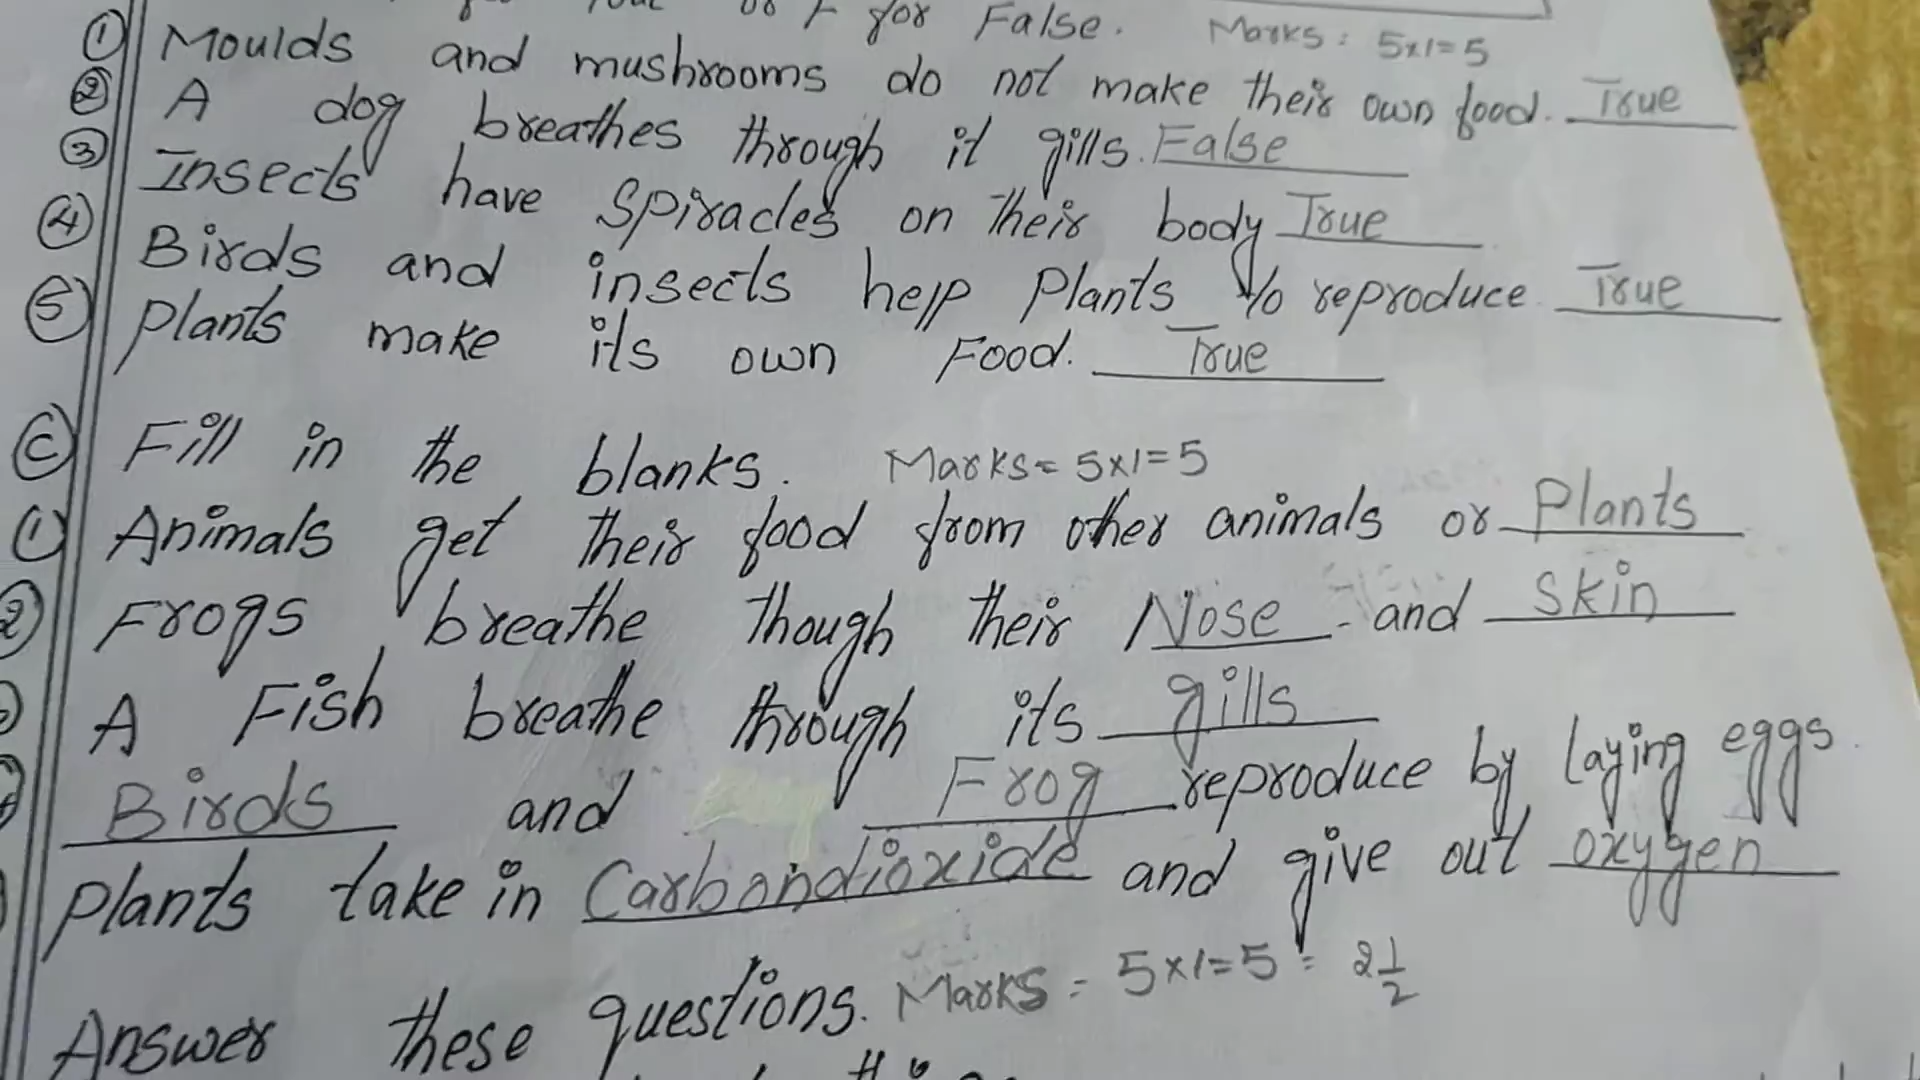 or F for False. Marks: 5x1=5
① Moulds and mushrooms do not make their own food. True
② A dog breathes through it gills. False
③ Insects have Spiracles on their body True
④ Birds and insects help Plants to reproduce. True
⑤ Plants make its own Food. True
Ⓒ Fill in the blanks. Marks= 5x1=5
① Animals get their food from other animals or Plants
② Frogs breathe though their Nose and Skin
A Fish breathe through its gills
Birds and Frog reproduce by laying eggs.
Plants take in Carbondioxide and give out oxygen
Answer these questions. Marks = 5x1=5 = 2 1/2